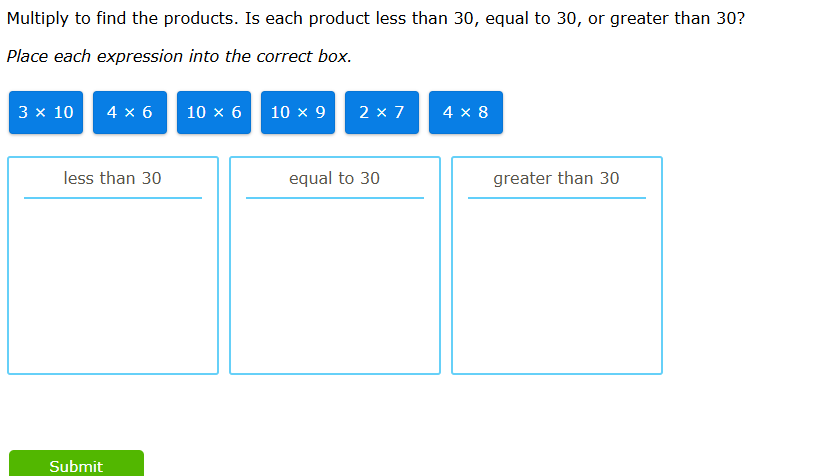 Multiply to find the products. Is each product less than 30, equal to 30, or greater than 30?
Place each expression into the correct box.
3 × 10 4 × 6 10 × 6 10 × 9 2 × 7 4 × 8
less than 30 equal to 30 greater than 30
Submit